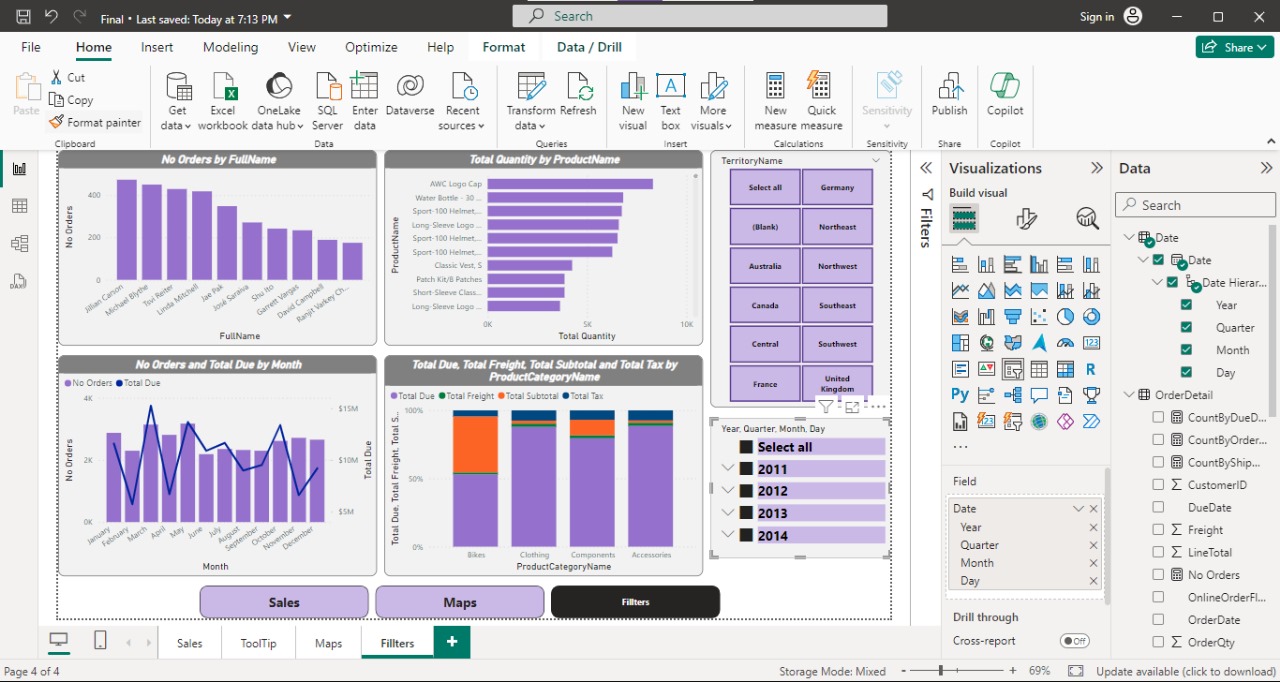 Final • Last saved: Today at 7:13 PM
Search
Sign in
File Home Insert Modeling View Optimize Help Format Data / Drill
Share
Paste
Cut
Copy
Format painter
Clipboard
Get data
Excel workbook
OneLake data hub
SQL Server
Enter data
Dataverse
Recent sources
Data
Transform data
Refresh
Queries
New visual
Text box
More visuals
Insert
New measure
Quick measure
Calculations
Sensitivity
Sensitivity
Publish
Share
Copilot
Copilot
No Orders by FullName
No Orders
400
200
0
Jillian Carson
Michael Blythe
Tsvi Reiter
Linda Mitchell
Jae Pak
José Saraiva
Shu Ito
Garrett Vargas
David Campbell
Ranjit Varkey Ch...
FullName
Total Quantity by ProductName
ProductName
AWC Logo Cap
Water Bottle - 30 ...
Sport-100 Helmet,...
Long-Sleeve Logo ...
Sport-100 Helmet,...
Sport-100 Helmet,...
Classic Vest, S
Patch Kit/8 Patches
Short-Sleeve Class...
Long-Sleeve Logo ...
0K 5K 10K
Total Quantity
TerritoryName
Select all Germany
(Blank) Northeast
Australia Northwest
Canada Southeast
Central Southwest
France United Kingdom
No Orders and Total Due by Month
No Orders Total Due
4K
2K
0K
No Orders
$15M
$10M
$5M
Total Due
January
February
March
April
May
June
July
August
September
October
November
December
Month
Total Due, Total Freight, Total Subtotal and Total Tax by
ProductCategoryName
Total Due Total Freight Total Subtotal Total Tax
Total Due, Total Freight, Total S...
100%
50%
0%
Bikes Clothing Components Accessories
ProductCategoryName
Year, Quarter, Month, Day
Select all
2011
2012
2013
2014
Sales Maps Fillters
Filters
Visualizations
Build visual
R
Py
123
...
Field
Date
Year
Quarter
Month
Day
Drill through
Cross-report Off
Data
Search
Date
Date
Date Hierar...
Year
Quarter
Month
Day
OrderDetail
CountByDueD...
CountByOrder...
CountByShip...
CustomerID
DueDate
Freight
LineTotal
No Orders
OnlineOrderFl...
OrderDate
OrderQty
Sales ToolTip Maps Fillters +
Page 4 of 4
Storage Mode: Mixed
- + 69%
Update available (click to download)